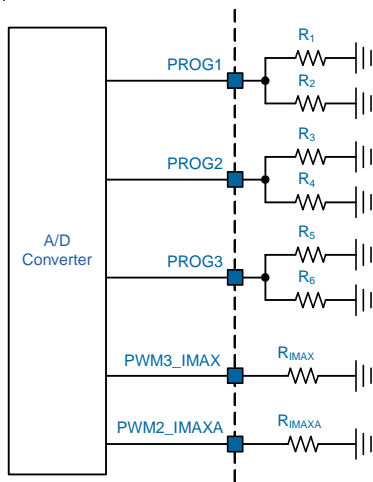 R1
PROG1
R2
R3
PROG2
R4
A/D
Converter
R5
PROG3
R6
PWM3_IMAX
RIMAX
PWM2_IMAXA
RIMAXA